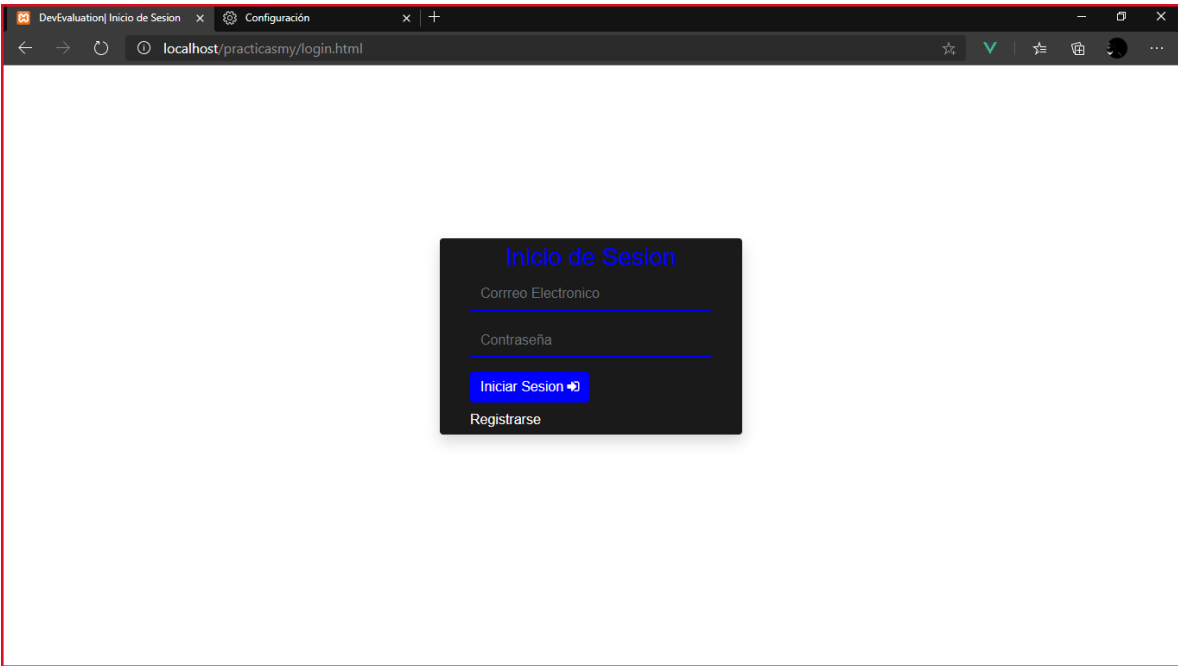 DevEvaluation| Inicio de Sesion
Configuración
localhost/practicasmy/login.html
Inicio de Sesion
Corrreo Electronico
Contraseña
Iniciar Sesion
Registrarse